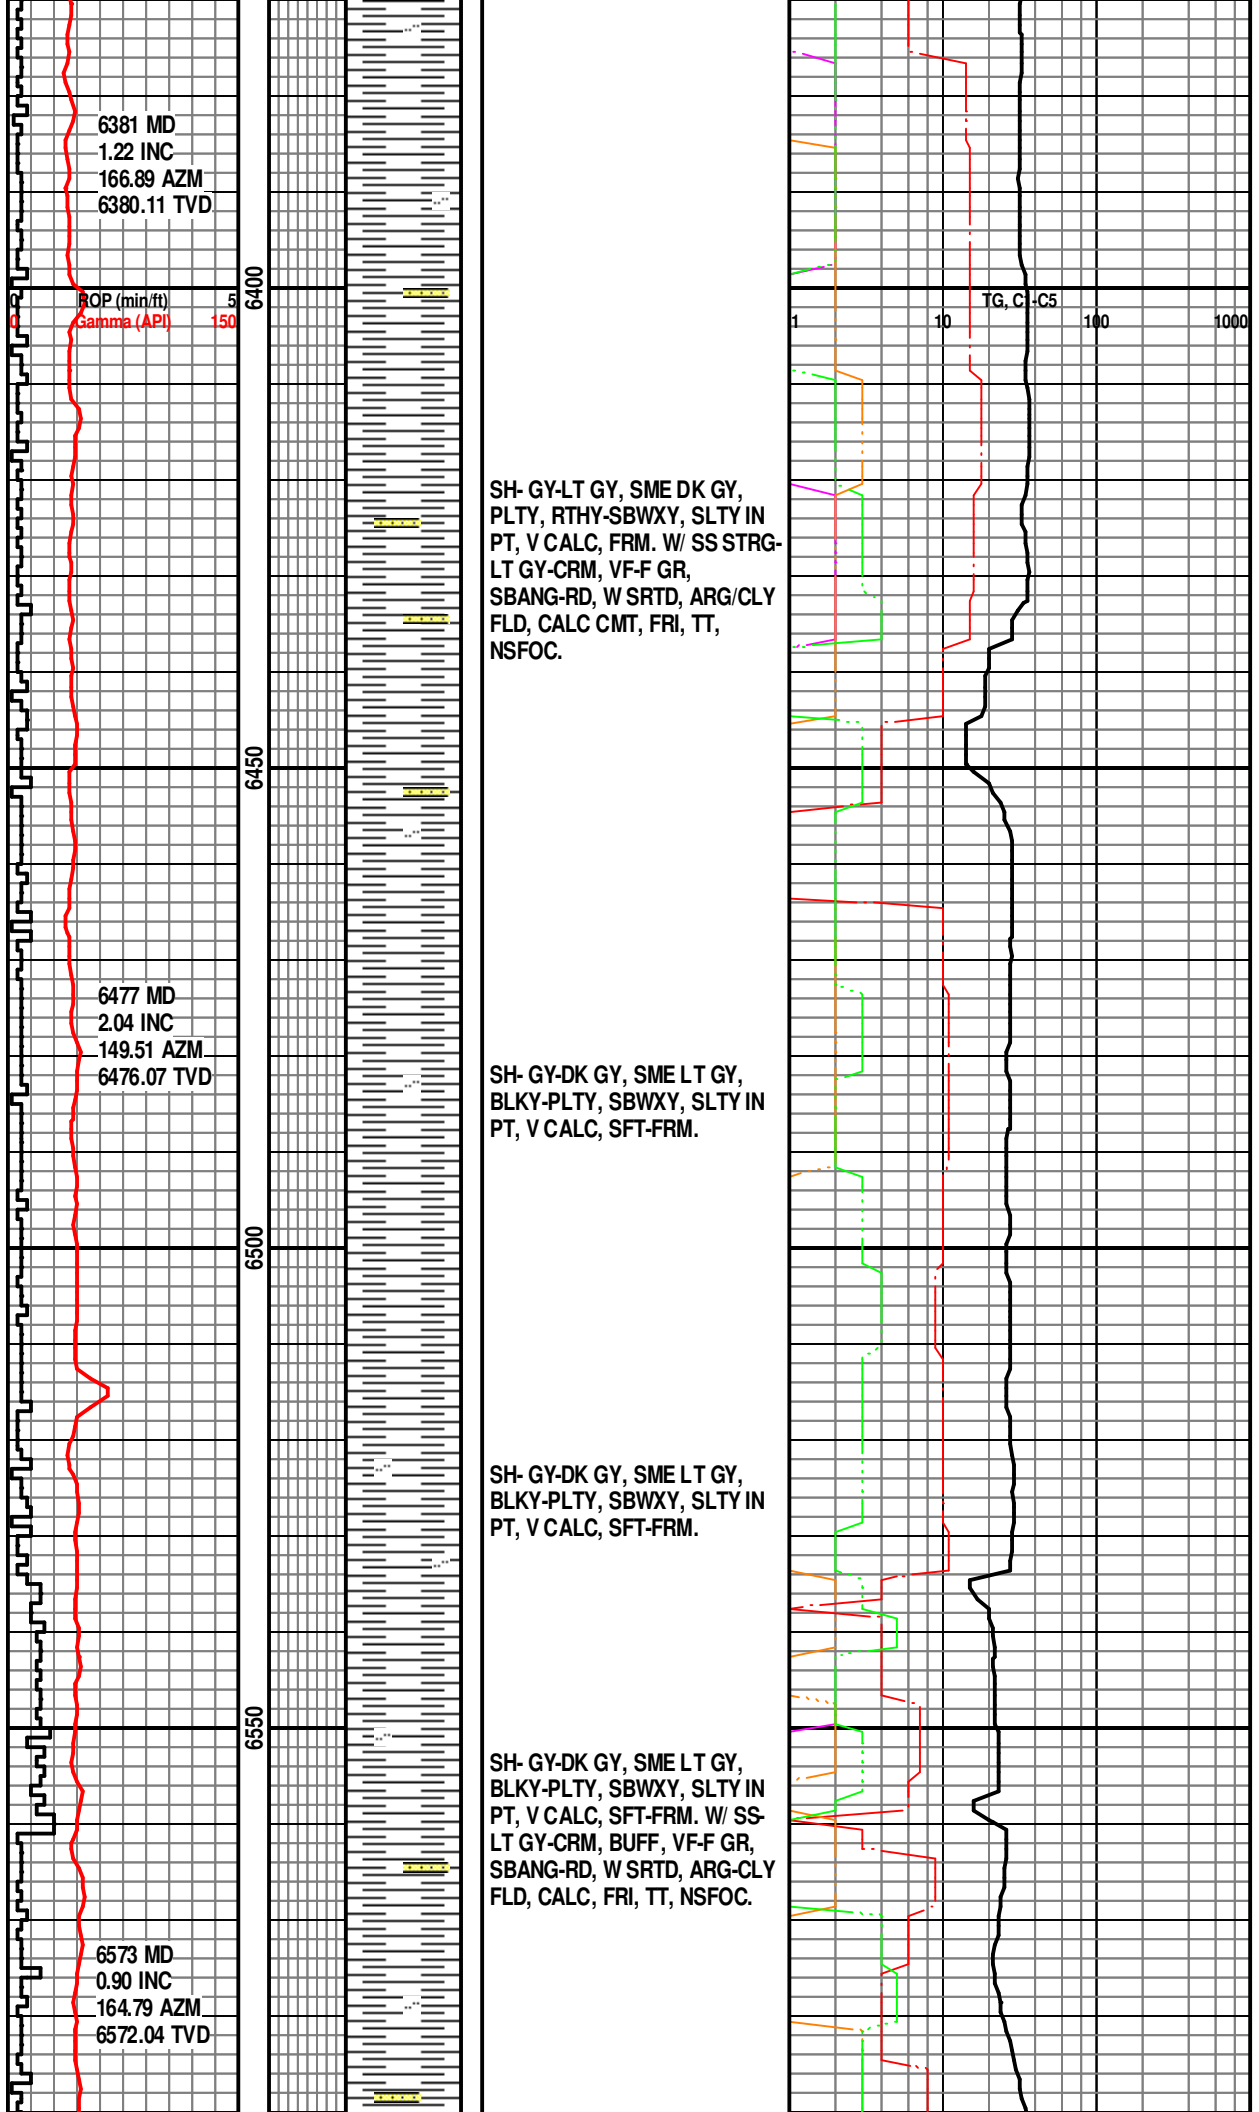 6381 MD
1.22 INC
166.89 AZM
6380.11 TVD
6400
0 ROP (min/ft) 5
0 Gamma (API) 150
TG, C1-C5
1 10 100 1000
SH- GY-LT GY, SME DK GY,
PLTY, RTHY-SBWXY, SLTY IN
PT, V CALC, FRM. W/ SS STRG-
LT GY-CRM, VF-F GR,
SBANG-RD, W SRTD, ARG/CLY
FLD, CALC CMT, FRI, TT,
NSFOC.
6450
6477 MD
2.04 INC
149.51 AZM
6476.07 TVD
SH- GY-DK GY, SME LT GY,
BLKY-PLTY, SBWXY, SLTY IN
PT, V CALC, SFT-FRM.
6500
SH- GY-DK GY, SME LT GY,
BLKY-PLTY, SBWXY, SLTY IN
PT, V CALC, SFT-FRM.
6550
SH- GY-DK GY, SME LT GY,
BLKY-PLTY, SBWXY, SLTY IN
PT, V CALC, SFT-FRM. W/ SS-
LT GY-CRM, BUFF, VF-F GR,
SBANG-RD, W SRTD, ARG-CLY
FLD, CALC, FRI, TT, NSFOC.
6573 MD
0.90 INC
164.79 AZM
6572.04 TVD